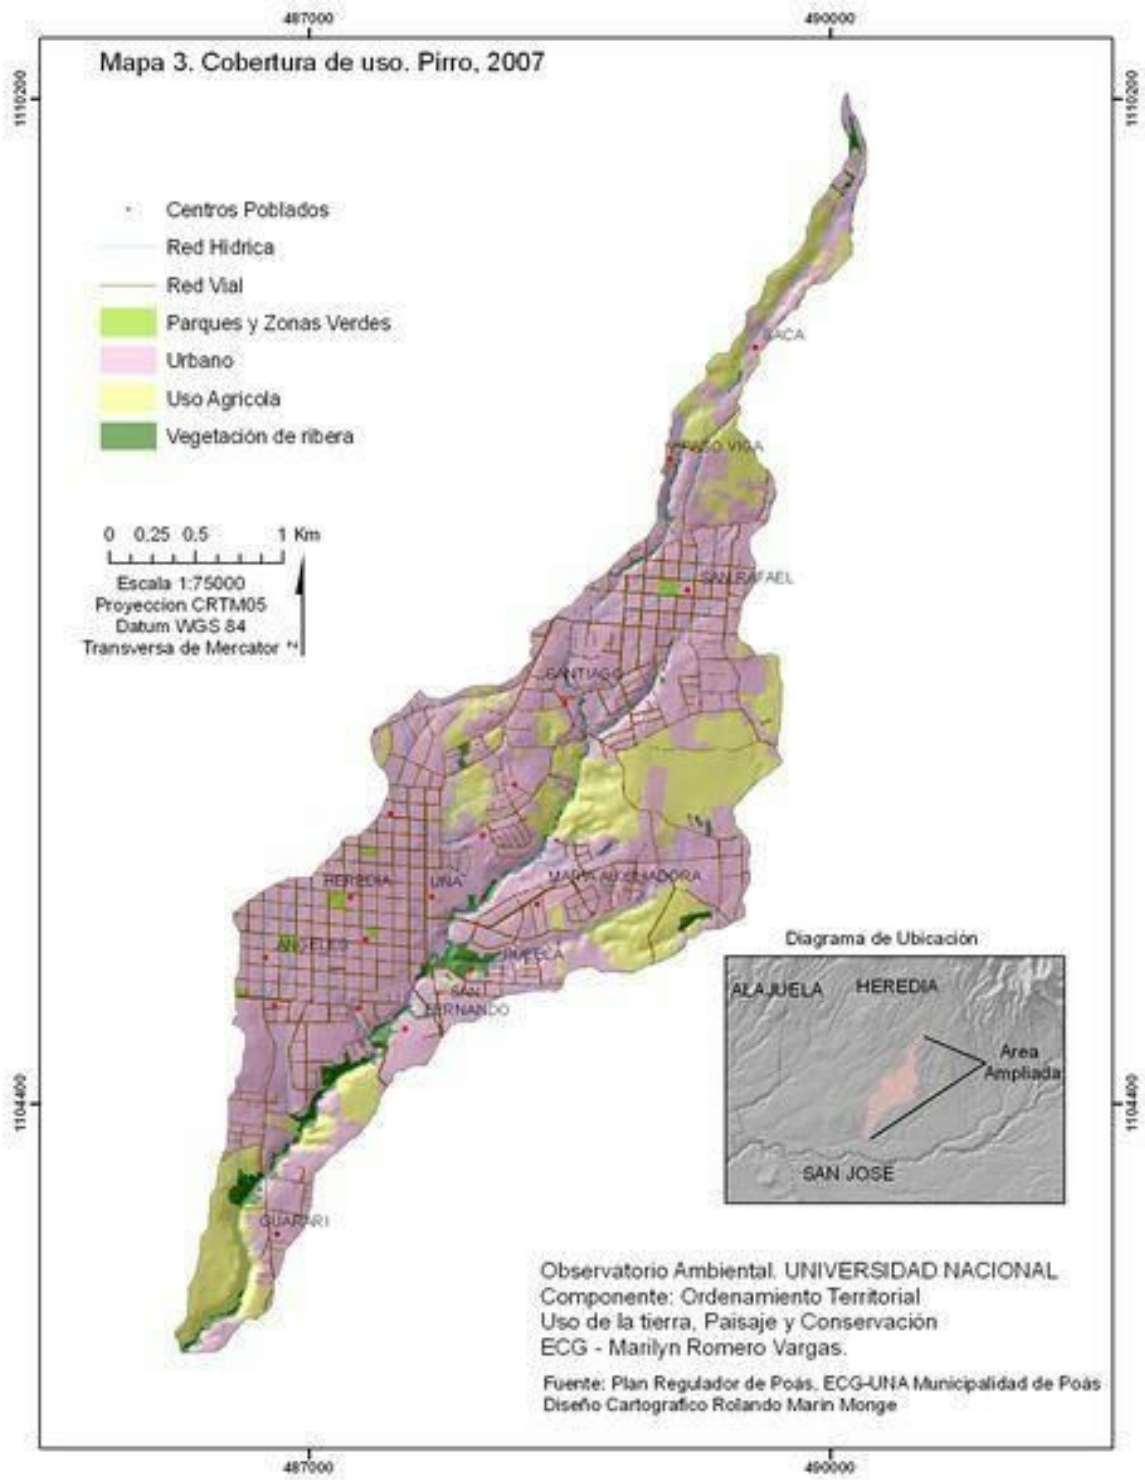 487000
490000
1110200
1110200
Mapa 3. Cobertura de uso. Pirro, 2007
Centros Poblados
Red Hidrica
Red Vial
Parques y Zonas Verdes
Urbano
Uso Agricola
Vegetación de ribera
0 0.25 0.5 1 Km
Escala 1:75000
Proyeccion CRTM05
Datum WGS 84
Transversa de Mercator
N
SACA
PASO VIGA
SAN RAFAEL
SANTIAGO
HEREDIA
UNA
MARIA AUXILIADORA
ANGELES
PUEBLA
SAN
FERNANDO
GUARARI
Diagrama de Ubicación
ALAJUELA
HEREDIA
Area
Ampliada
SAN JOSE
1104400
1104400
Observatorio Ambiental. UNIVERSIDAD NACIONAL
Componente: Ordenamiento Territorial
Uso de la tierra, Paisaje y Conservación
ECG - Marilyn Romero Vargas.
Fuente: Plan Regulador de Poás, ECG-UNA Municipalidad de Poás
Diseño Cartografico Rolando Marin Monge
487000
490000